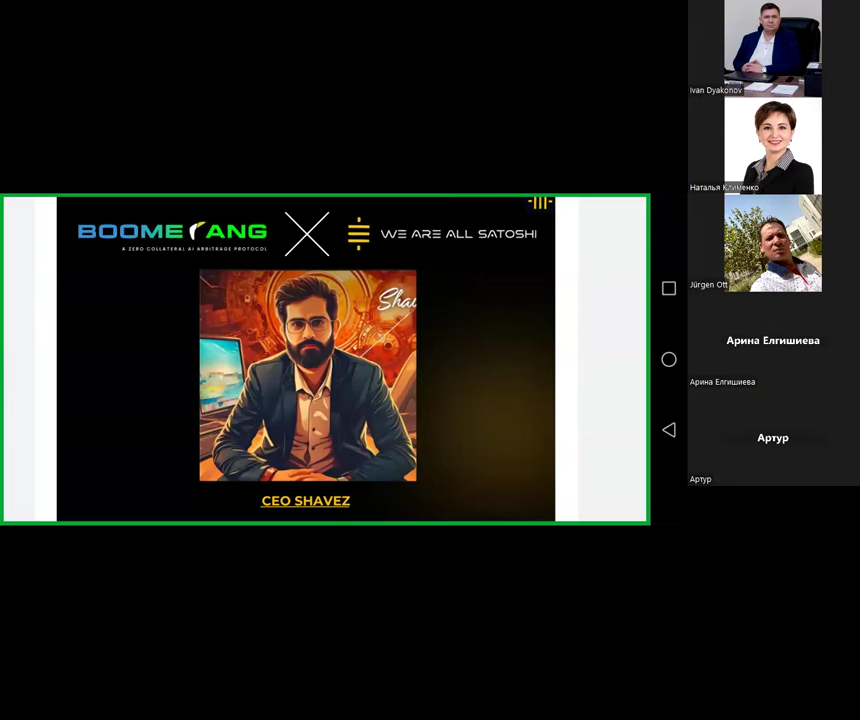 BOOMERANG
A ZERO COLLATERAL AI ARBITRAGE PROTOCOL
WE ARE ALL SATOSHI
CEO SHAVEZ
Ivan Dyakonov
Наталья Клименко
Jürgen Ott
Арина Елгишиева
Арина Елгишиева
Артур
Артур